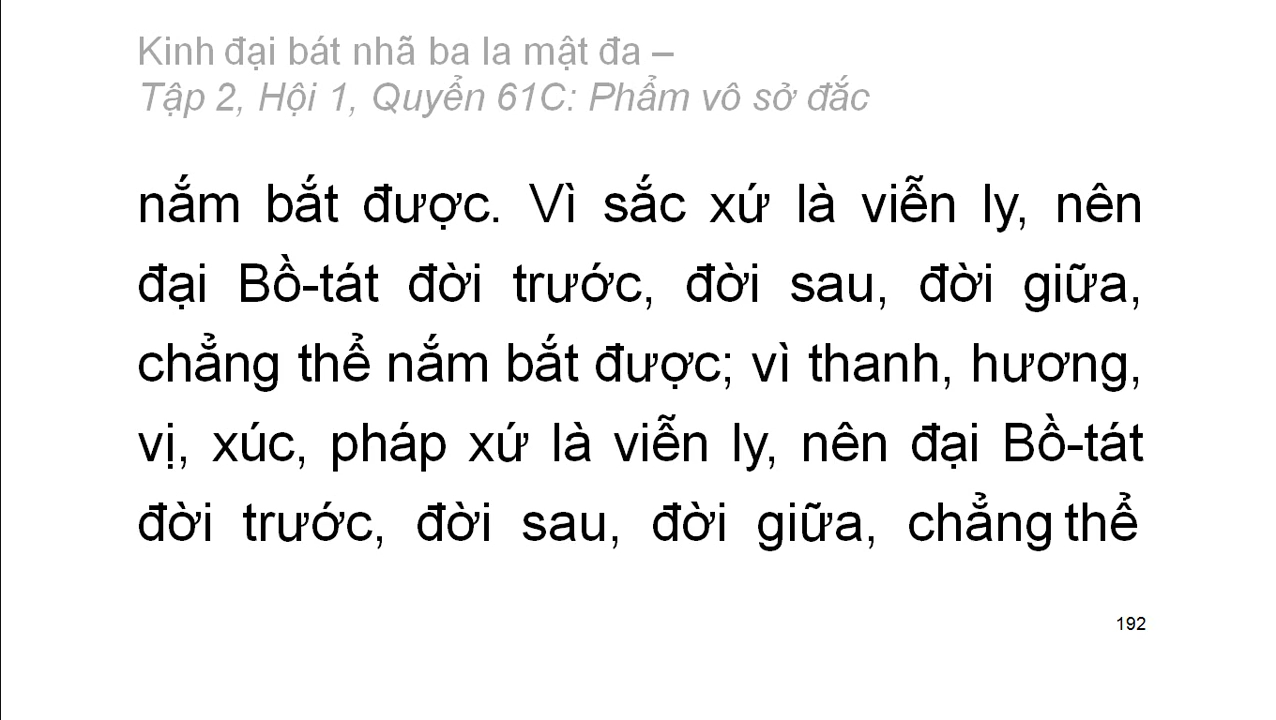 Kinh đại bát nhã ba la mật đa –
Tập 2, Hội 1, Quyển 61C: Phẩm vô sở đắc
nắm bắt được. Vì sắc xứ là viễn ly, nên
đại Bồ-tát đời trước, đời sau, đời giữa,
chẳng thể nắm bắt được; vì thanh, hương,
vị, xúc, pháp xứ là viễn ly, nên đại Bồ-tát
đời trước, đời sau, đời giữa, chẳng thể
192